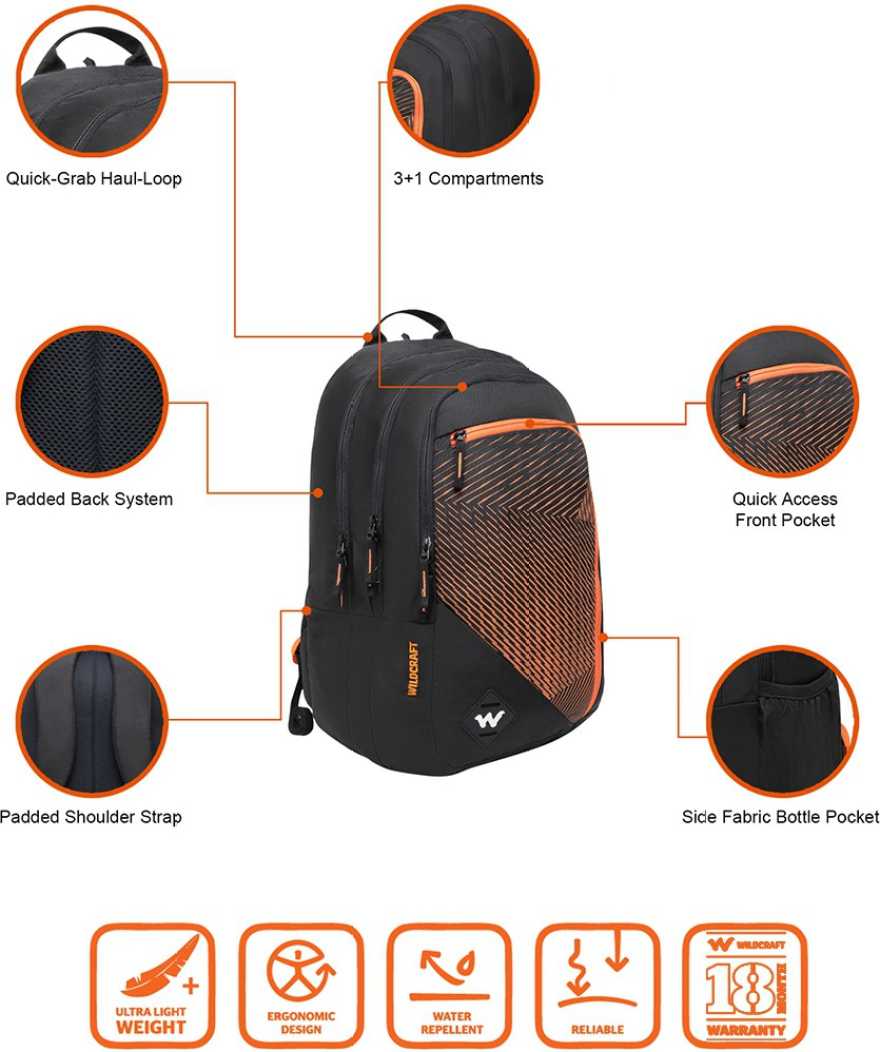 Quick-Grab Haul-Loop
3+1 Compartments
Padded Back System
Quick Access
Front Pocket
WILDCRAFT
Padded Shoulder Strap
Side Fabric Bottle Pocket
ULTRA LIGHT
WEIGHT
+
ERGONOMIC
DESIGN
WATER
REPELLENT
RELIABLE
WILDCRAFT
18
MONTH
WARRANTY